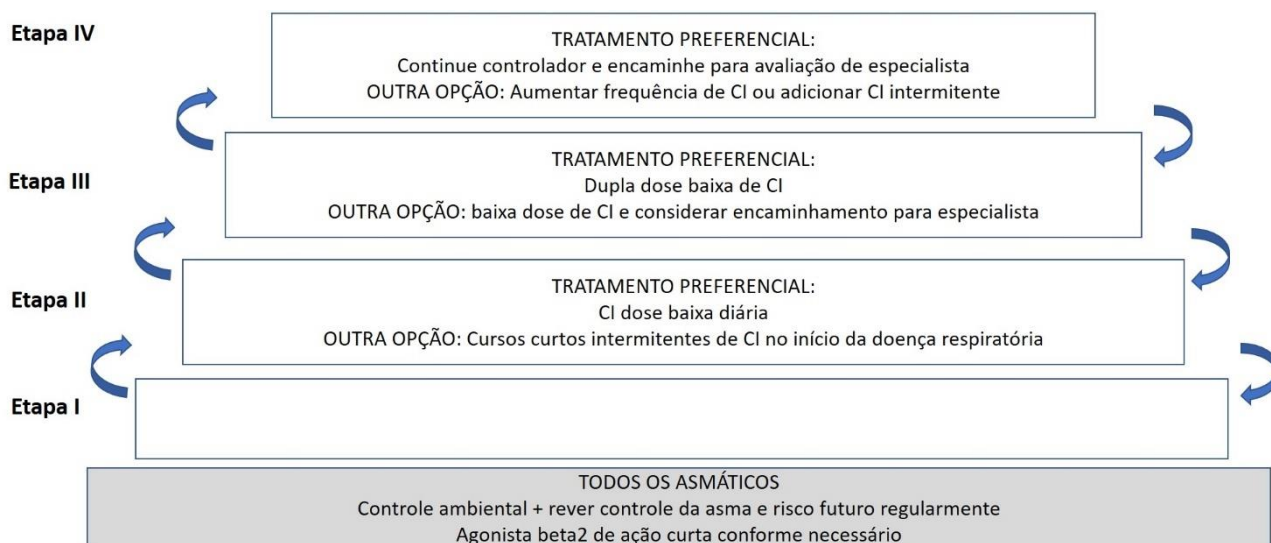 Etapa IV
TRATAMENTO PREFERENCIAL:
Continue controlador e encaminhe para avaliação de especialista
OUTRA OPÇÃO: Aumentar frequência de CI ou adicionar CI intermitente
Etapa III
TRATAMENTO PREFERENCIAL:
Dupla dose baixa de CI
OUTRA OPÇÃO: baixa dose de CI e considerar encaminhamento para especialista
Etapa II
TRATAMENTO PREFERENCIAL:
CI dose baixa diária
OUTRA OPÇÃO: Cursos curtos intermitentes de CI no início da doença respiratória
Etapa I
TODOS OS ASMÁTICOS
Controle ambiental + rever controle da asma e risco futuro regularmente
Agonista beta2 de ação curta conforme necessário